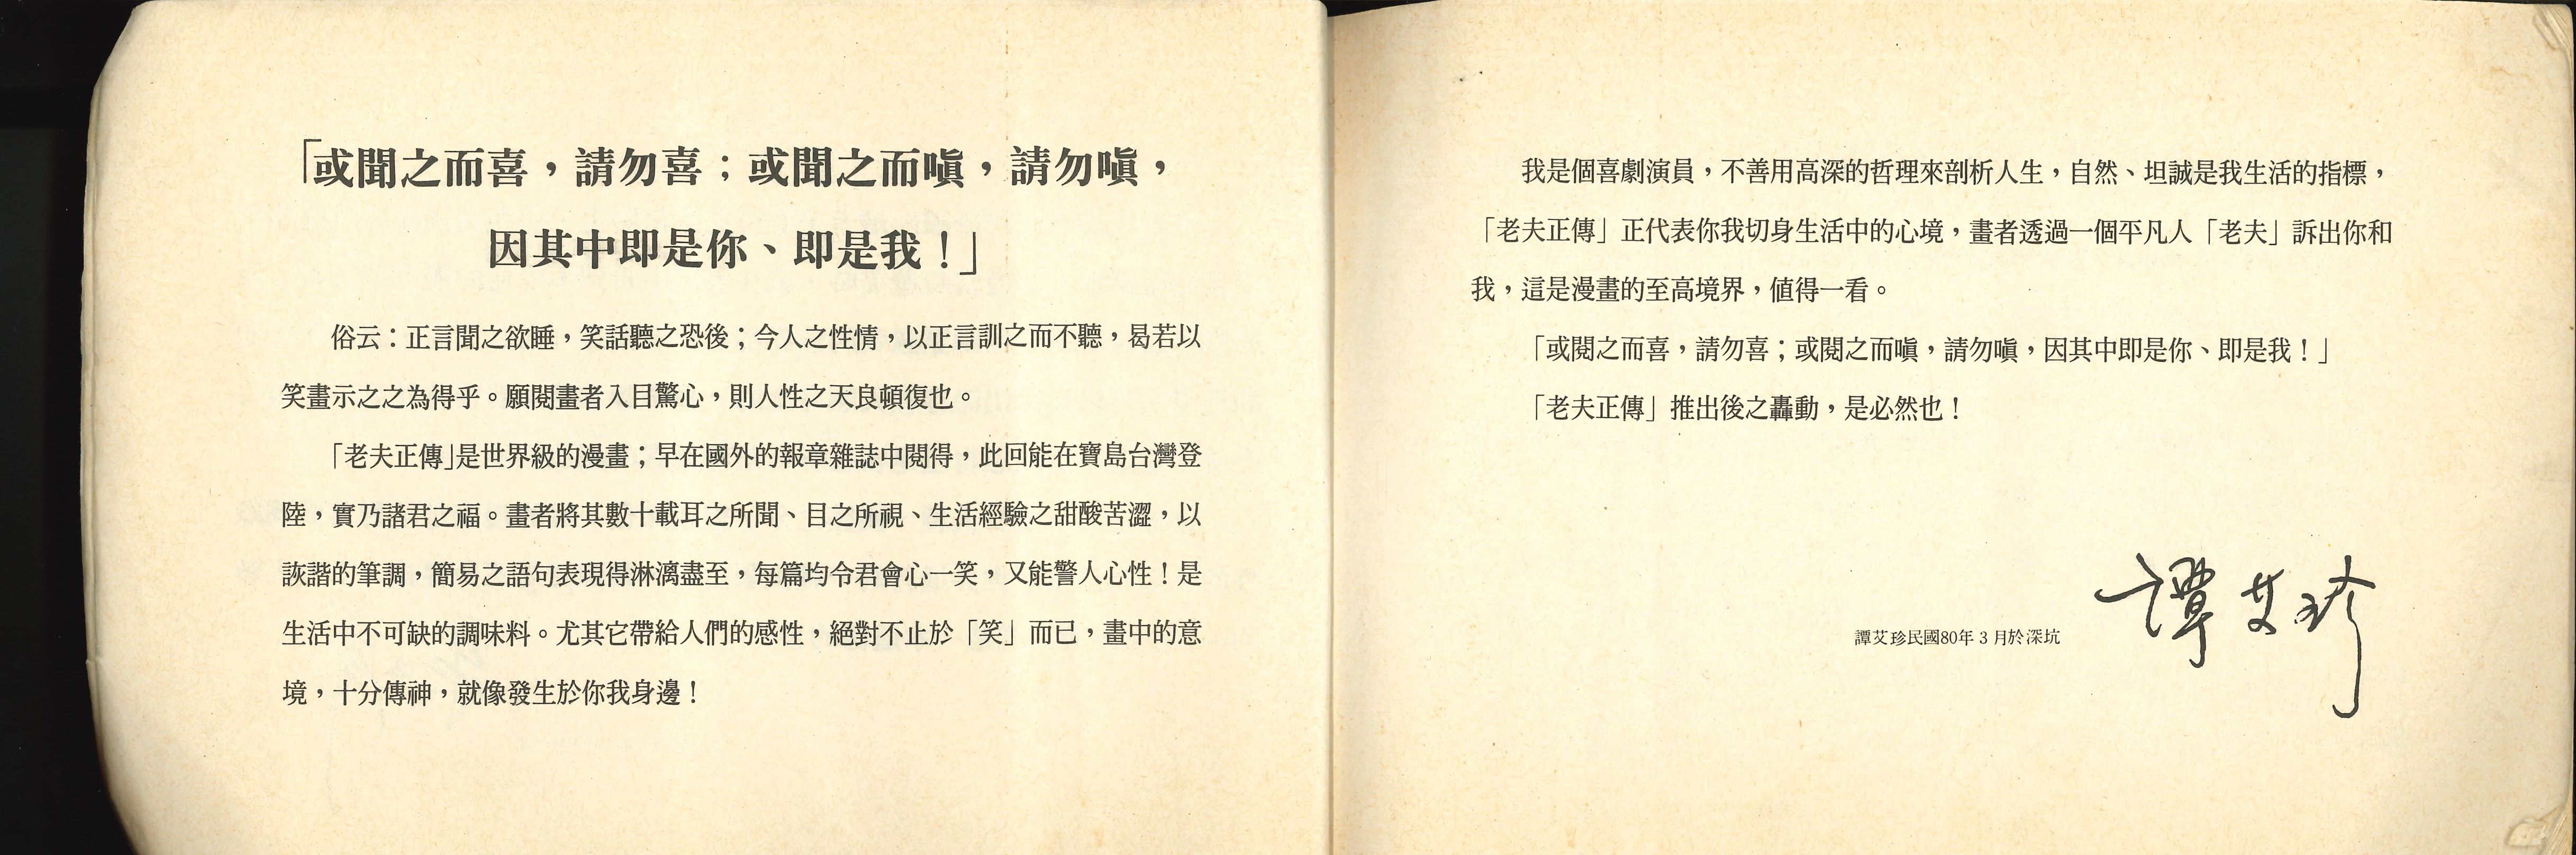 「或聞之而喜，請勿喜；或聞之而嗔，請勿嗔，
因其中即是你、即是我！」
俗云：正言聞之欲睡，笑話聽之恐後；今人之性情，以正言訓之而不聽，曷若以
笑畫示之之為得乎。願閱畫者入目驚心，則人性之天良頓復也。
「老夫正傳」是世界級的漫畫；早在國外的報章雜誌中閱得，此回能在寶島台灣登
陸，實乃諸君之福。畫者將其數十載耳之所聞、目之所視、生活經驗之甜酸苦澀，以
詼諧的筆調，簡易之語句表現得淋漓盡至，每篇均令君會心一笑，又能警人心性！是
生活中不可缺的調味料。尤其它帶給人們的感性，絕對不止於「笑」而已，畫中的意
境，十分傳神，就像發生於你我身邊！
我是個喜劇演員，不善用高深的哲理來剖析人生，自然、坦誠是我生活的指標，
「老夫正傳」正代表你我切身生活中的心境，畫者透過一個平凡人「老夫」訴出你和
我，這是漫畫的至高境界，值得一看。
「或閱之而喜，請勿喜；或閱之而嗔，請勿嗔，因其中即是你、即是我！」
「老夫正傳」推出後之轟動，是必然也！
譚艾珍
譚艾珍民國80年3月於深坑